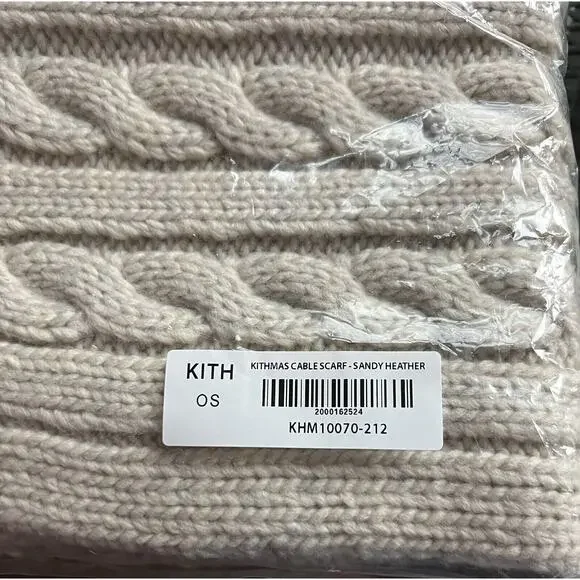 KITH
OS
KITHMAS CABLE SCARF - SANDY HEATHER
2000162524
KHM10070-212